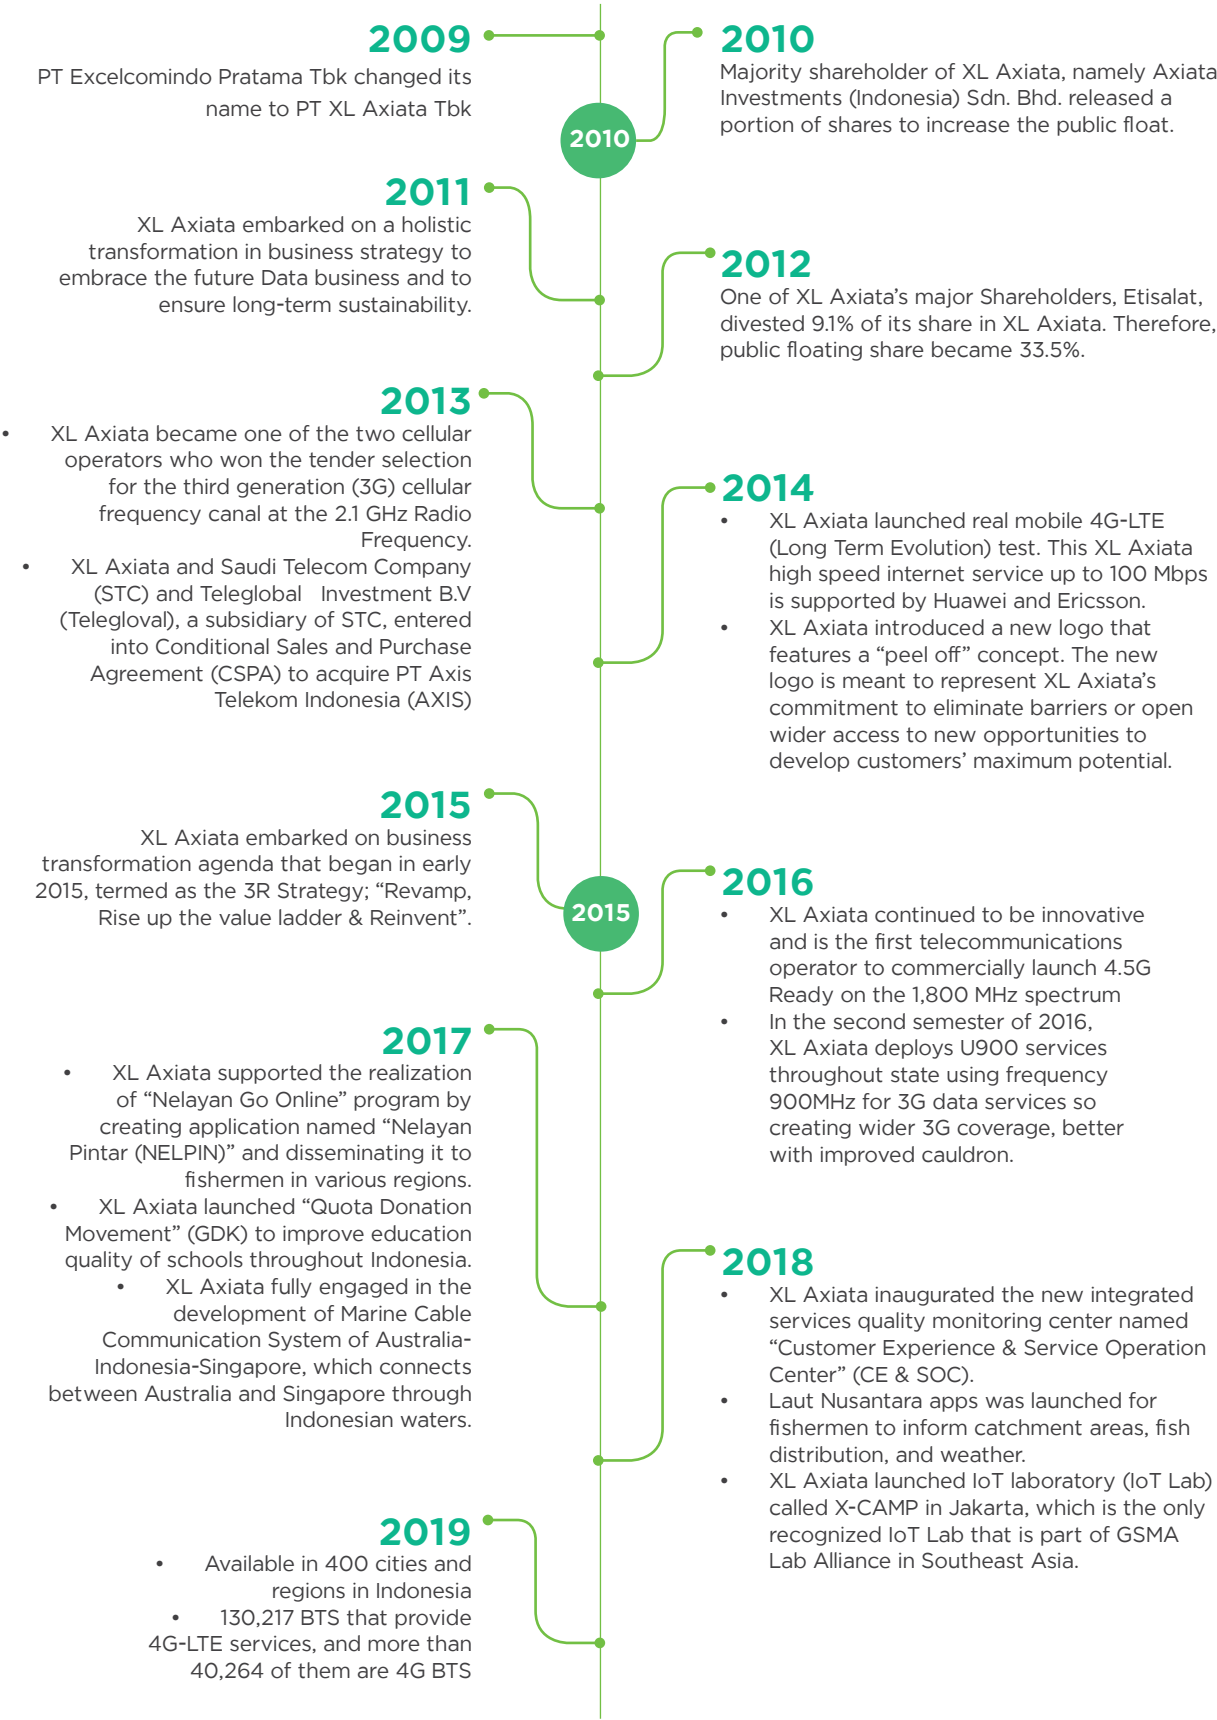 2009
PT Excelcomindo Pratama Tbk changed its
name to PT XL Axiata Tbk
2010
Majority shareholder of XL Axiata, namely Axiata
Investments (Indonesia) Sdn. Bhd. released a
portion of shares to increase the public float.
2010
2011
XL Axiata embarked on a holistic
transformation in business strategy to
embrace the future Data business and to
ensure long-term sustainability.
2012
One of XL Axiata’s major Shareholders, Etisalat,
divested 9.1% of its share in XL Axiata. Therefore,
public floating share became 33.5%.
2013
• XL Axiata became one of the two cellular
operators who won the tender selection
for the third generation (3G) cellular
frequency canal at the 2.1 GHz Radio
Frequency.
• XL Axiata and Saudi Telecom Company
(STC) and Teleglobal Investment B.V
(Telegloval), a subsidiary of STC, entered
into Conditional Sales and Purchase
Agreement (CSPA) to acquire PT Axis
Telekom Indonesia (AXIS)
2014
• XL Axiata launched real mobile 4G-LTE
(Long Term Evolution) test. This XL Axiata
high speed internet service up to 100 Mbps
is supported by Huawei and Ericsson.
• XL Axiata introduced a new logo that
features a “peel off” concept. The new
logo is meant to represent XL Axiata’s
commitment to eliminate barriers or open
wider access to new opportunities to
develop customers’ maximum potential.
2015
XL Axiata embarked on business
transformation agenda that began in early
2015, termed as the 3R Strategy; “Revamp,
Rise up the value ladder & Reinvent”.
2015
2016
• XL Axiata continued to be innovative
and is the first telecommunications
operator to commercially launch 4.5G
Ready on the 1,800 MHz spectrum
• In the second semester of 2016,
XL Axiata deploys U900 services
throughout state using frequency
900MHz for 3G data services so
creating wider 3G coverage, better
with improved cauldron.
2017
• XL Axiata supported the realization
of “Nelayan Go Online” program by
creating application named “Nelayan
Pintar (NELPIN)” and disseminating it to
fishermen in various regions.
• XL Axiata launched “Quota Donation
Movement” (GDK) to improve education
quality of schools throughout Indonesia.
• XL Axiata fully engaged in the
development of Marine Cable
Communication System of Australia-
Indonesia-Singapore, which connects
between Australia and Singapore through
Indonesian waters.
2018
• XL Axiata inaugurated the new integrated
services quality monitoring center named
“Customer Experience & Service Operation
Center” (CE & SOC).
• Laut Nusantara apps was launched for
fishermen to inform catchment areas, fish
distribution, and weather.
• XL Axiata launched IoT laboratory (IoT Lab)
called X-CAMP in Jakarta, which is the only
recognized IoT Lab that is part of GSMA
Lab Alliance in Southeast Asia.
2019
• Available in 400 cities and
regions in Indonesia
• 130,217 BTS that provide
4G-LTE services, and more than
40,264 of them are 4G BTS